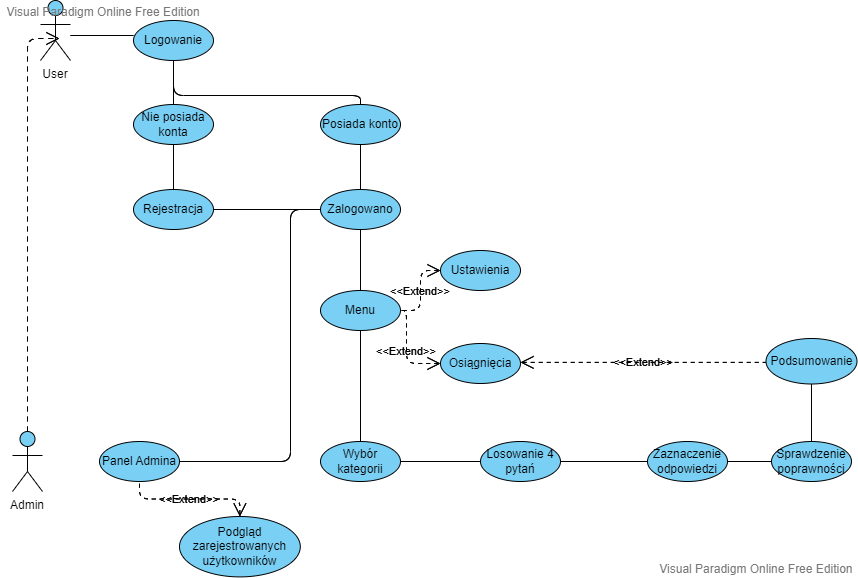 Visual Paradigm Online Free Edition
User
Logowanie
Nie posiada
konta
Posiada konto
Rejestracja
Zalogowano
Ustawienia
<<Extend>>
Menu
<<Extend>>
Osiągnięcia
<<Extend>>
Podsumowanie
Admin
Panel Admina
Wybór
kategorii
Losowanie 4
pytań
Zaznaczenie
odpowiedzi
Sprawdzenie
poprawności
<<Extend>>
Podgląd
zarejestrowanych
użytkowników
Visual Paradigm Online Free Edition